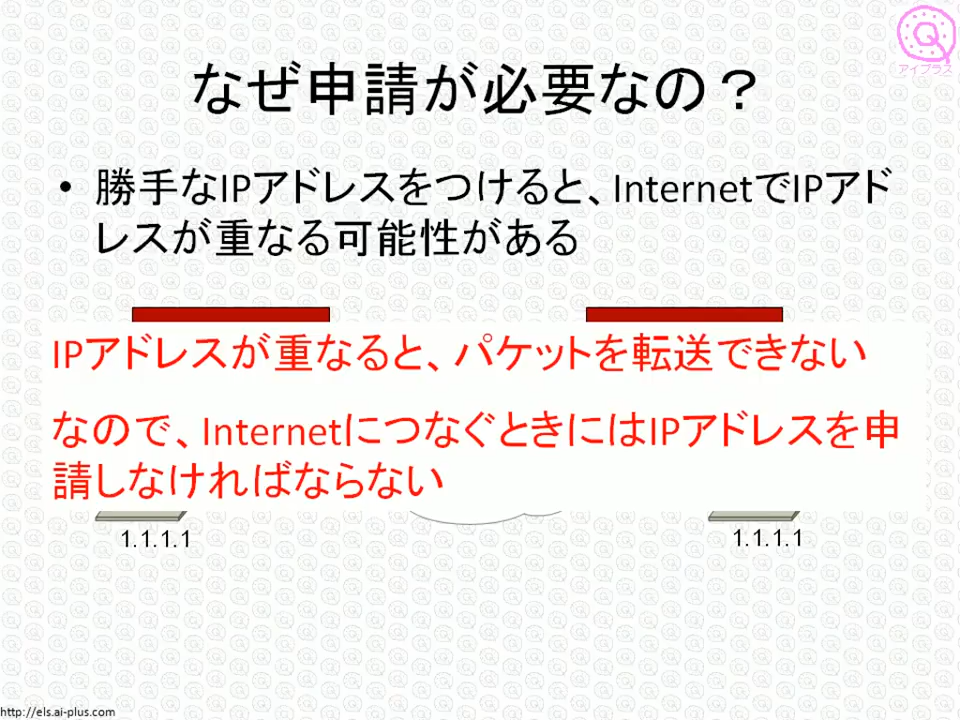 アイプラス
なぜ申請が必要なの？
• 勝手なIPアドレスをつけると、InternetでIPアド
レスが重なる可能性がある
IPアドレスが重なると、パケットを転送できない
なので、InternetにつなぐときにはIPアドレスを申
請しなければならない
1.1.1.1
1.1.1.1
http://els.ai-plus.com